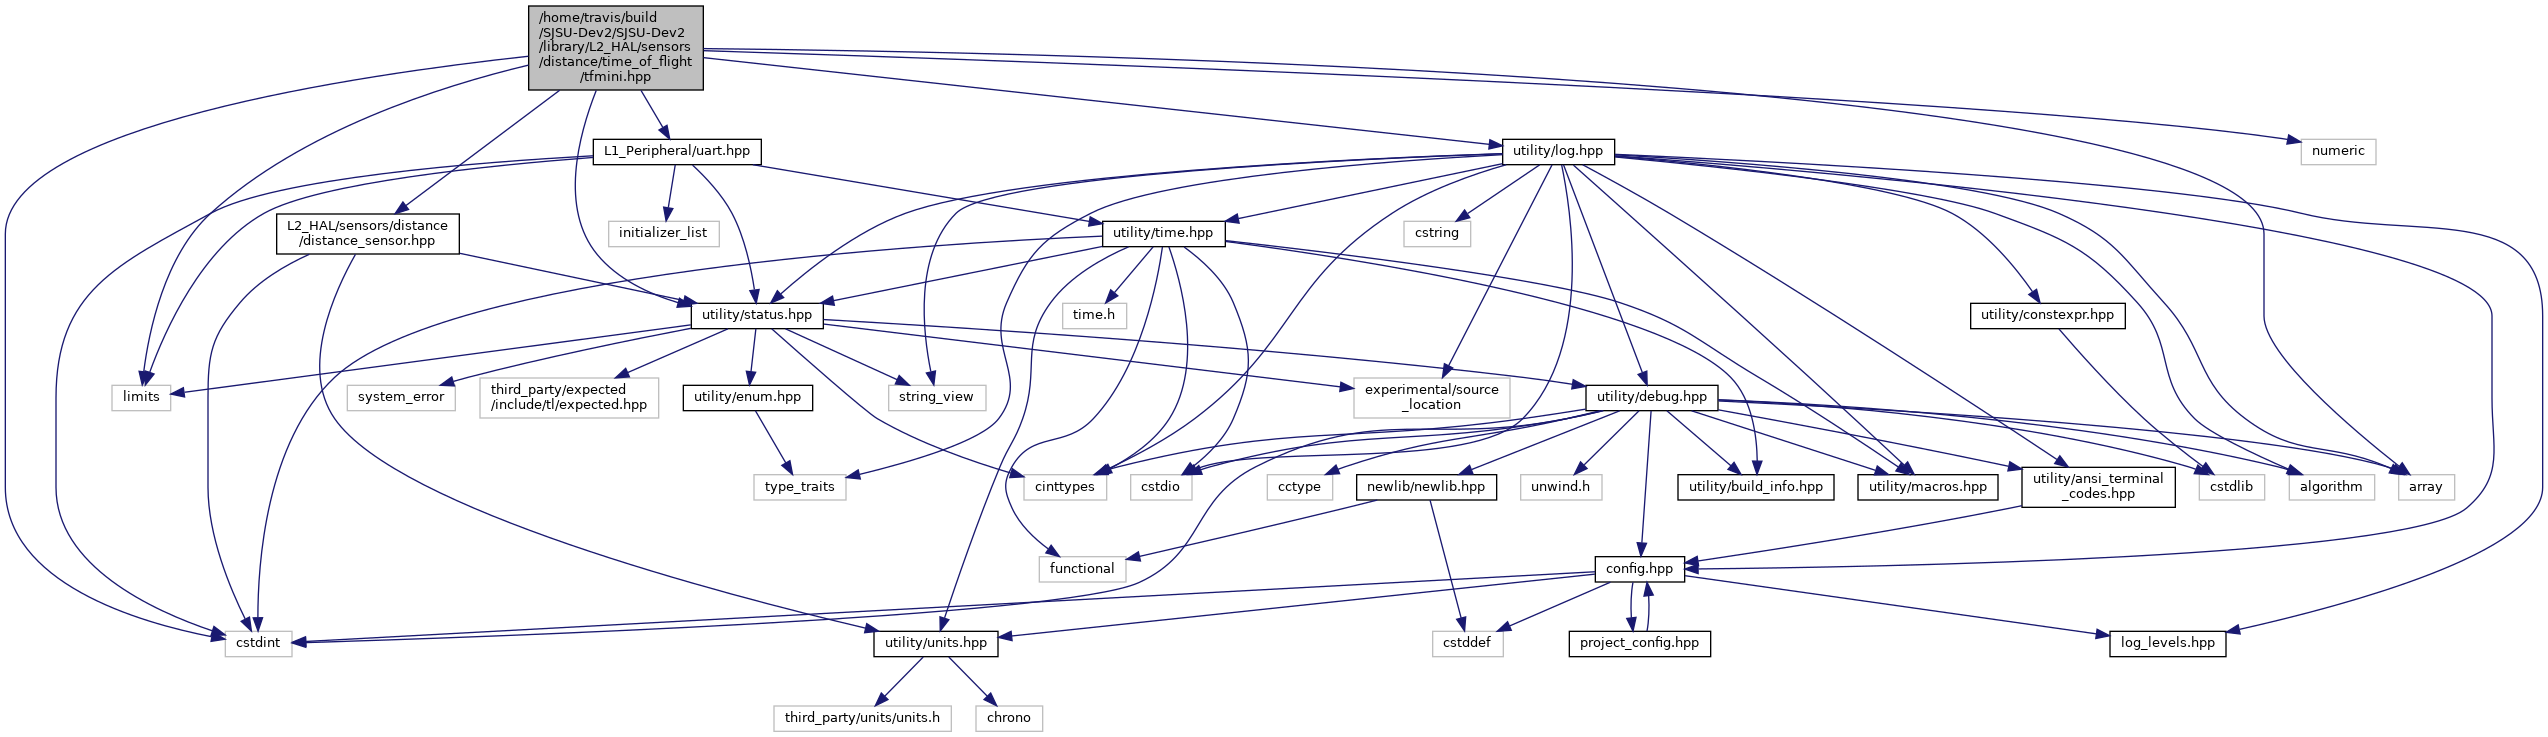 /home/travis/build
/SJSU-Dev2/SJSU-Dev2
/library/L2_HAL/sensors
/distance/time_of_flight
/tfmini.hpp
L1_Peripheral/uart.hpp
utility/log.hpp
numeric
L2_HAL/sensors/distance
/distance_sensor.hpp
initializer_list
utility/time.hpp
cstring
utility/status.hpp
time.h
utility/constexpr.hpp
limits
system_error
third_party/expected
/include/tl/expected.hpp
utility/enum.hpp
string_view
experimental/source
_location
utility/debug.hpp
type_traits
cinttypes
cstdio
cctype
newlib/newlib.hpp
unwind.h
utility/build_info.hpp
utility/macros.hpp
utility/ansi_terminal
_codes.hpp
cstdlib
algorithm
array
functional
config.hpp
cstdint
utility/units.hpp
cstddef
project_config.hpp
log_levels.hpp
third_party/units/units.h
chrono